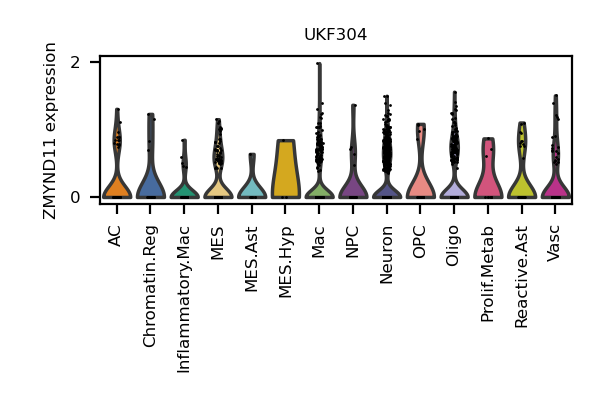 UKF304
ZMYND11 expression
2
0
AC
Chromatin.Reg
Inflammatory.Mac
MES
MES.Ast
MES.Hyp
Mac
NPC
Neuron
OPC
Oligo
Prolif.Metab
Reactive.Ast
Vasc